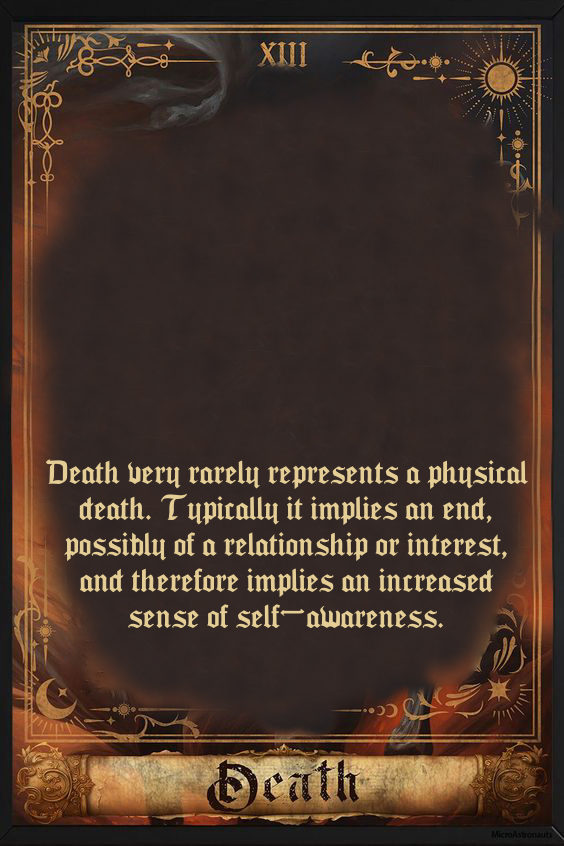 XIII
Death very rarely represents a physical
death. Typically it implies an end,
possibly of a relationship or interest,
and therefore implies an increased
sense of self-awareness.
Death
MicroAstronauts